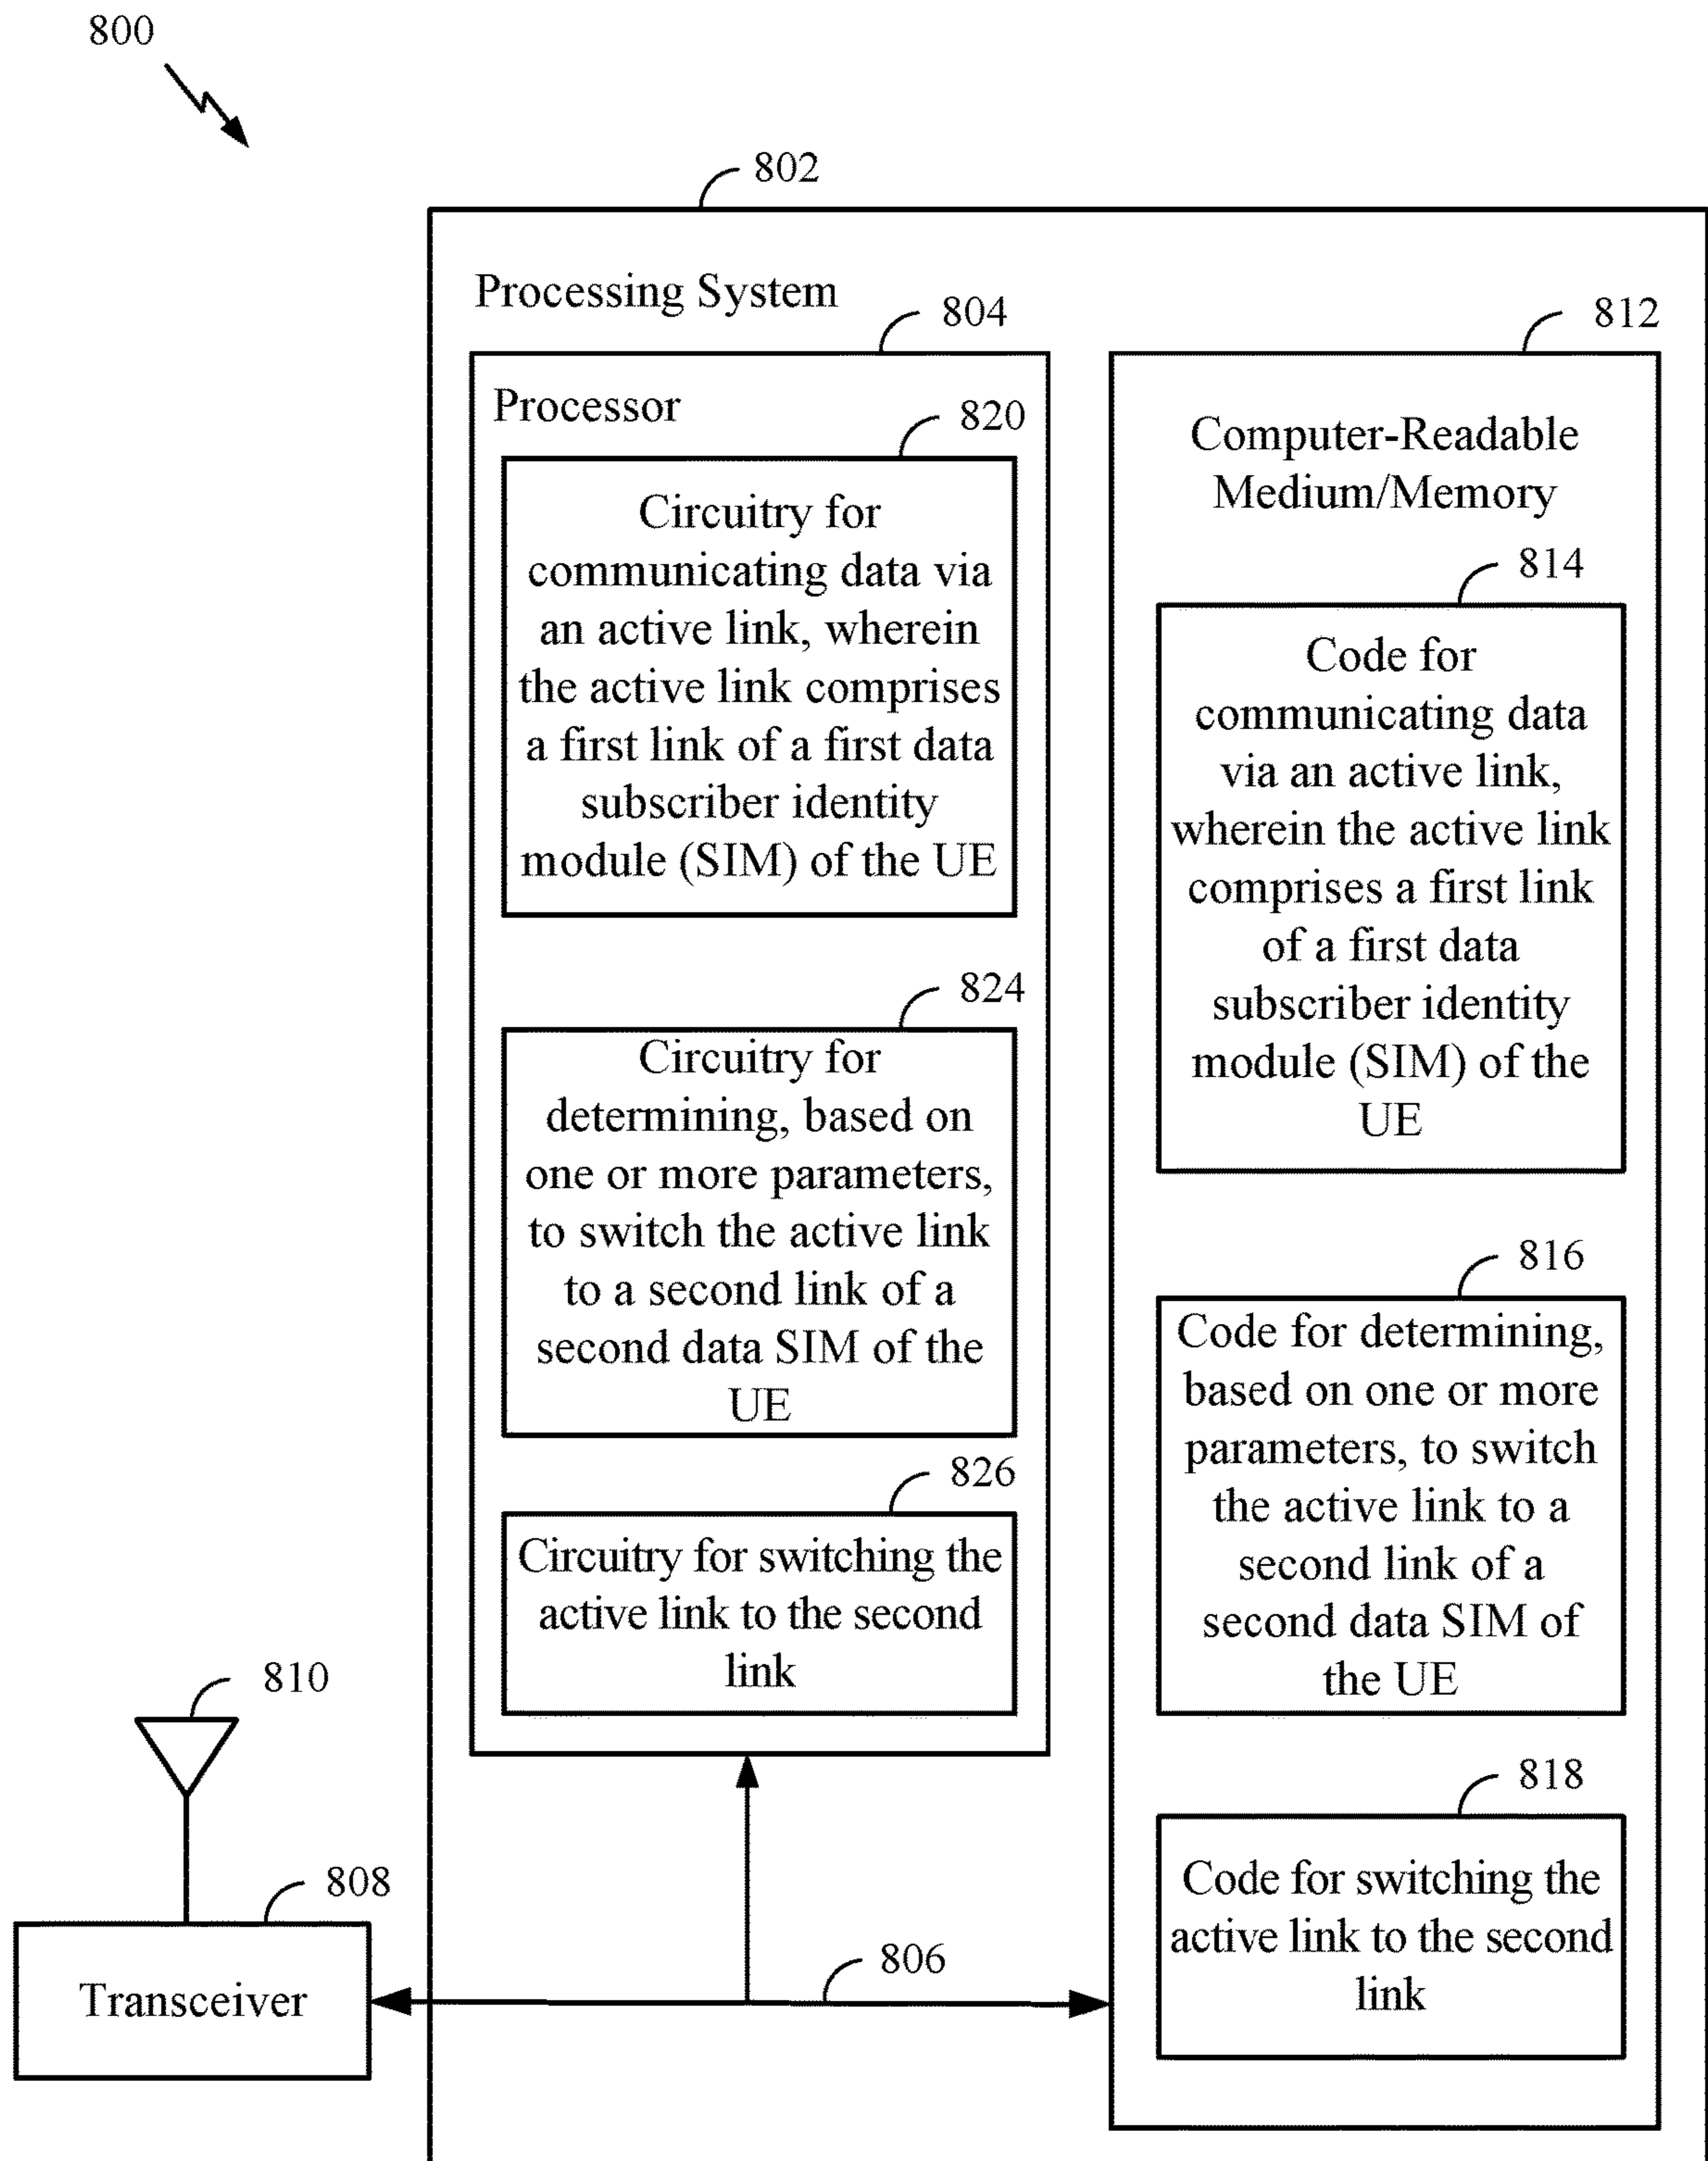 800
802
Processing System
804
Processor
820
Circuitry for
communicating data via
an active link, wherein
the active link comprises
a first link of a first data
subscriber identity
module (SIM) of the UE
824
Circuitry for
determining, based on
one or more parameters,
to switch the active link
to a second link of a
second data SIM of the
UE
826
Circuitry for switching the
active link to the second
link
812
Computer-Readable
Medium/Memory
814
Code for
communicating data
via an active link,
wherein the active link
comprises a first link
of a first data
subscriber identity
module (SIM) of the
UE
816
Code for determining,
based on one or more
parameters, to switch
the active link to a
second link of a
second data SIM of
the UE
818
Code for switching the
active link to the second
link
810
808
Transceiver
806